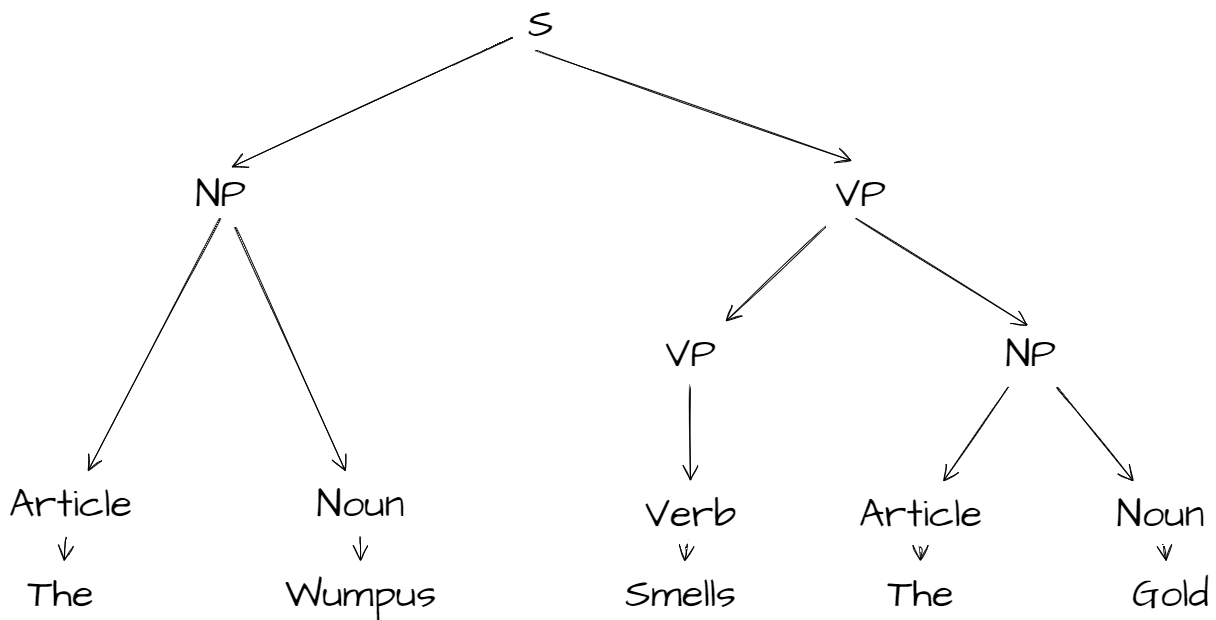 S
NP VP
VP NP
Article Noun Verb Article Noun
The Wumpus Smells The Gold